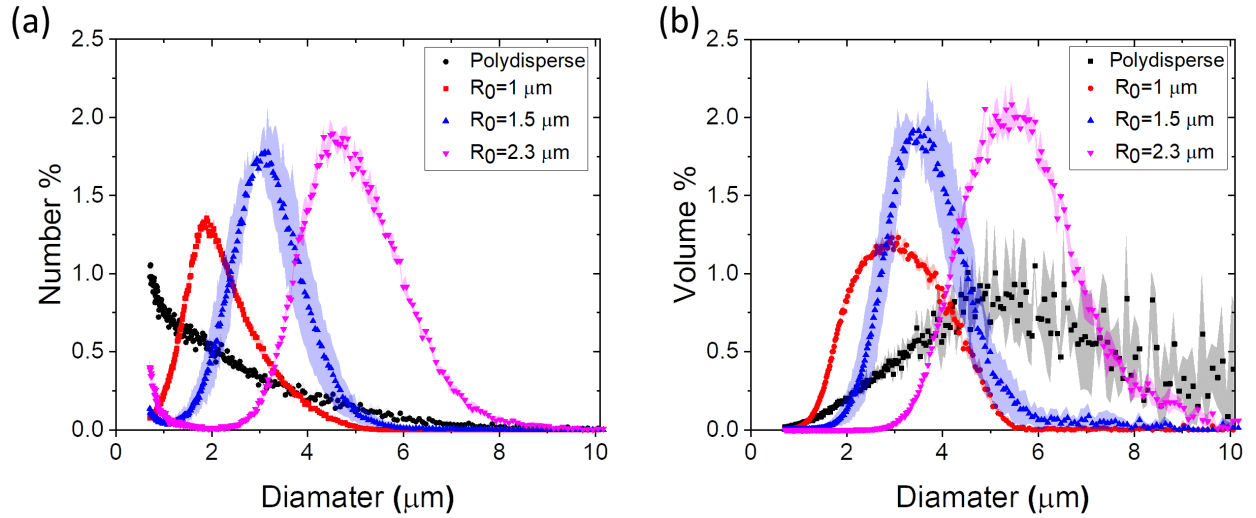 (a)
2.5
2.0
1.5
1.0
0.5
0.0
Number %
0 2 4 6 8 10
Diamater (μm)
Polydisperse
R0=1 μm
R0=1.5 μm
R0=2.3 μm
(b)
2.5
2.0
1.5
1.0
0.5
0.0
Volume %
0 2 4 6 8 10
Diamater (μm)
Polydisperse
R0=1 μm
R0=1.5 μm
R0=2.3 μm